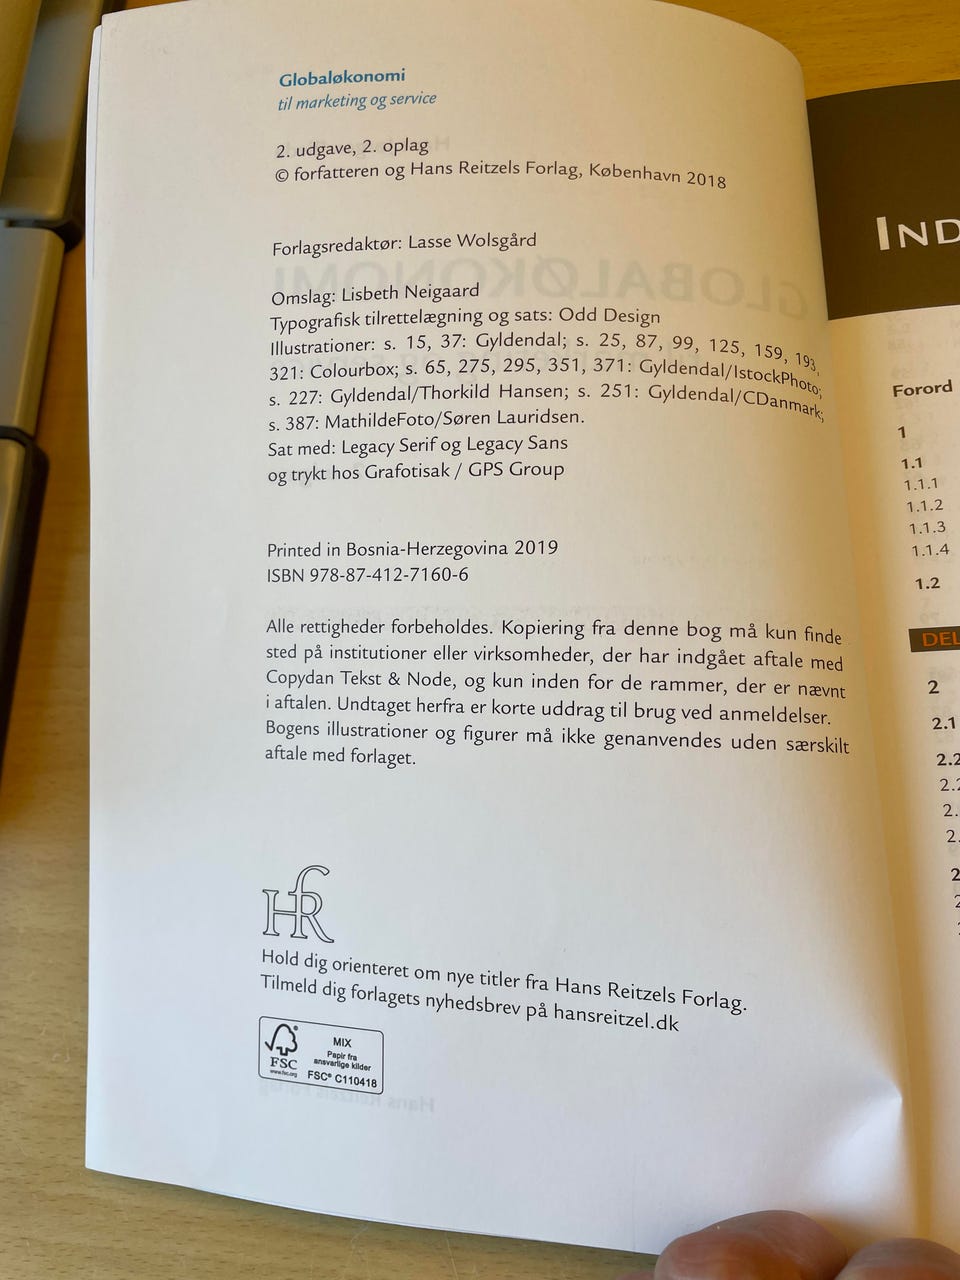 Globaløkonomi
til marketing og service
2. udgave, 2. oplag
© forfatteren og Hans Reitzels Forlag, København 2018
Forlagsredaktør: Lasse Wolsgård
Omslag: Lisbeth Neigaard
Typografisk tilrettelægning og sats: Odd Design
Illustrationer: s. 15, 37: Gyldendal; s. 25, 87, 99, 125, 159, 193,
321: Colourbox; s. 65, 275, 295, 351, 371: Gyldendal/IstockPhoto;
s. 227: Gyldendal/Thorkild Hansen; s. 251: Gyldendal/CDanmark;
s. 387: MathildeFoto/Søren Lauridsen.
Sat med: Legacy Serif og Legacy Sans
og trykt hos Grafotisak / GPS Group
Printed in Bosnia-Herzegovina 2019
ISBN 978-87-412-7160-6
Alle rettigheder forbeholdes. Kopiering fra denne bog må kun finde
sted på institutioner eller virksomheder, der har indgået aftale med
Copydan Tekst & Node, og kun inden for de rammer, der er nævnt
i aftalen. Undtaget herfra er korte uddrag til brug ved anmeldelser.
Bogens illustrationer og figurer må ikke genanvendes uden særskilt
aftale med forlaget.
HR
Hold dig orienteret om nye titler fra Hans Reitzels Forlag.
Tilmeld dig forlagets nyhedsbrev på hansreitzel.dk
FSC
www.fsc.org
MIX
Papir fra
ansvarlige kilder
FSC® C110418
IND
Forord
1
1.1
1.1.1
1.1.2
1.1.3
1.1.4
1.2
DEL
2
2.1
2.2